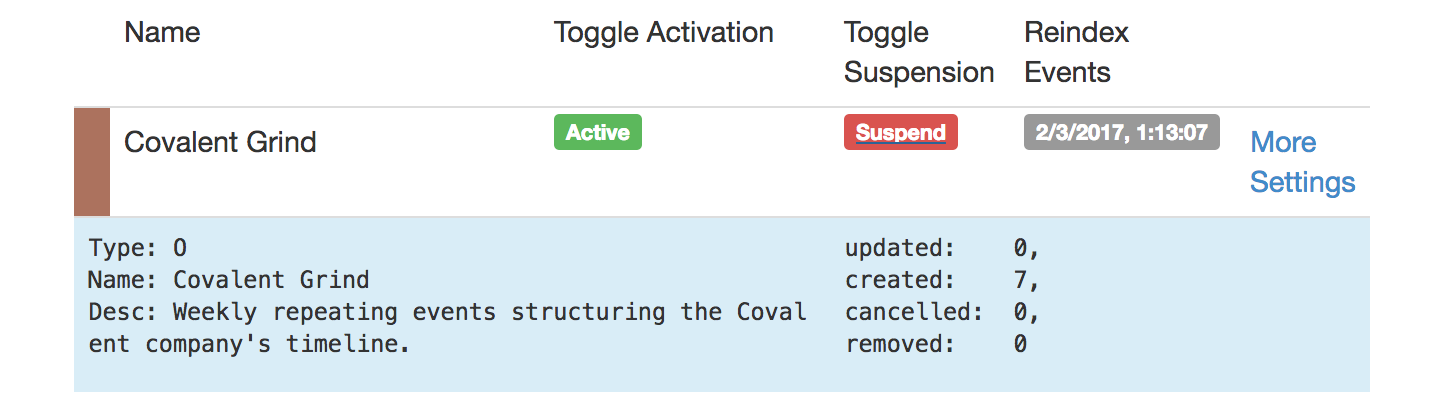 Name Toggle Activation Toggle Suspension Reindex Events
Covalent Grind Active Suspend 2/3/2017, 1:13:07 More Settings
Type: O updated: 0,
Name: Covalent Grind created: 7,
Desc: Weekly repeating events structuring the Coval cancelled: 0,
ent company's timeline. removed: 0